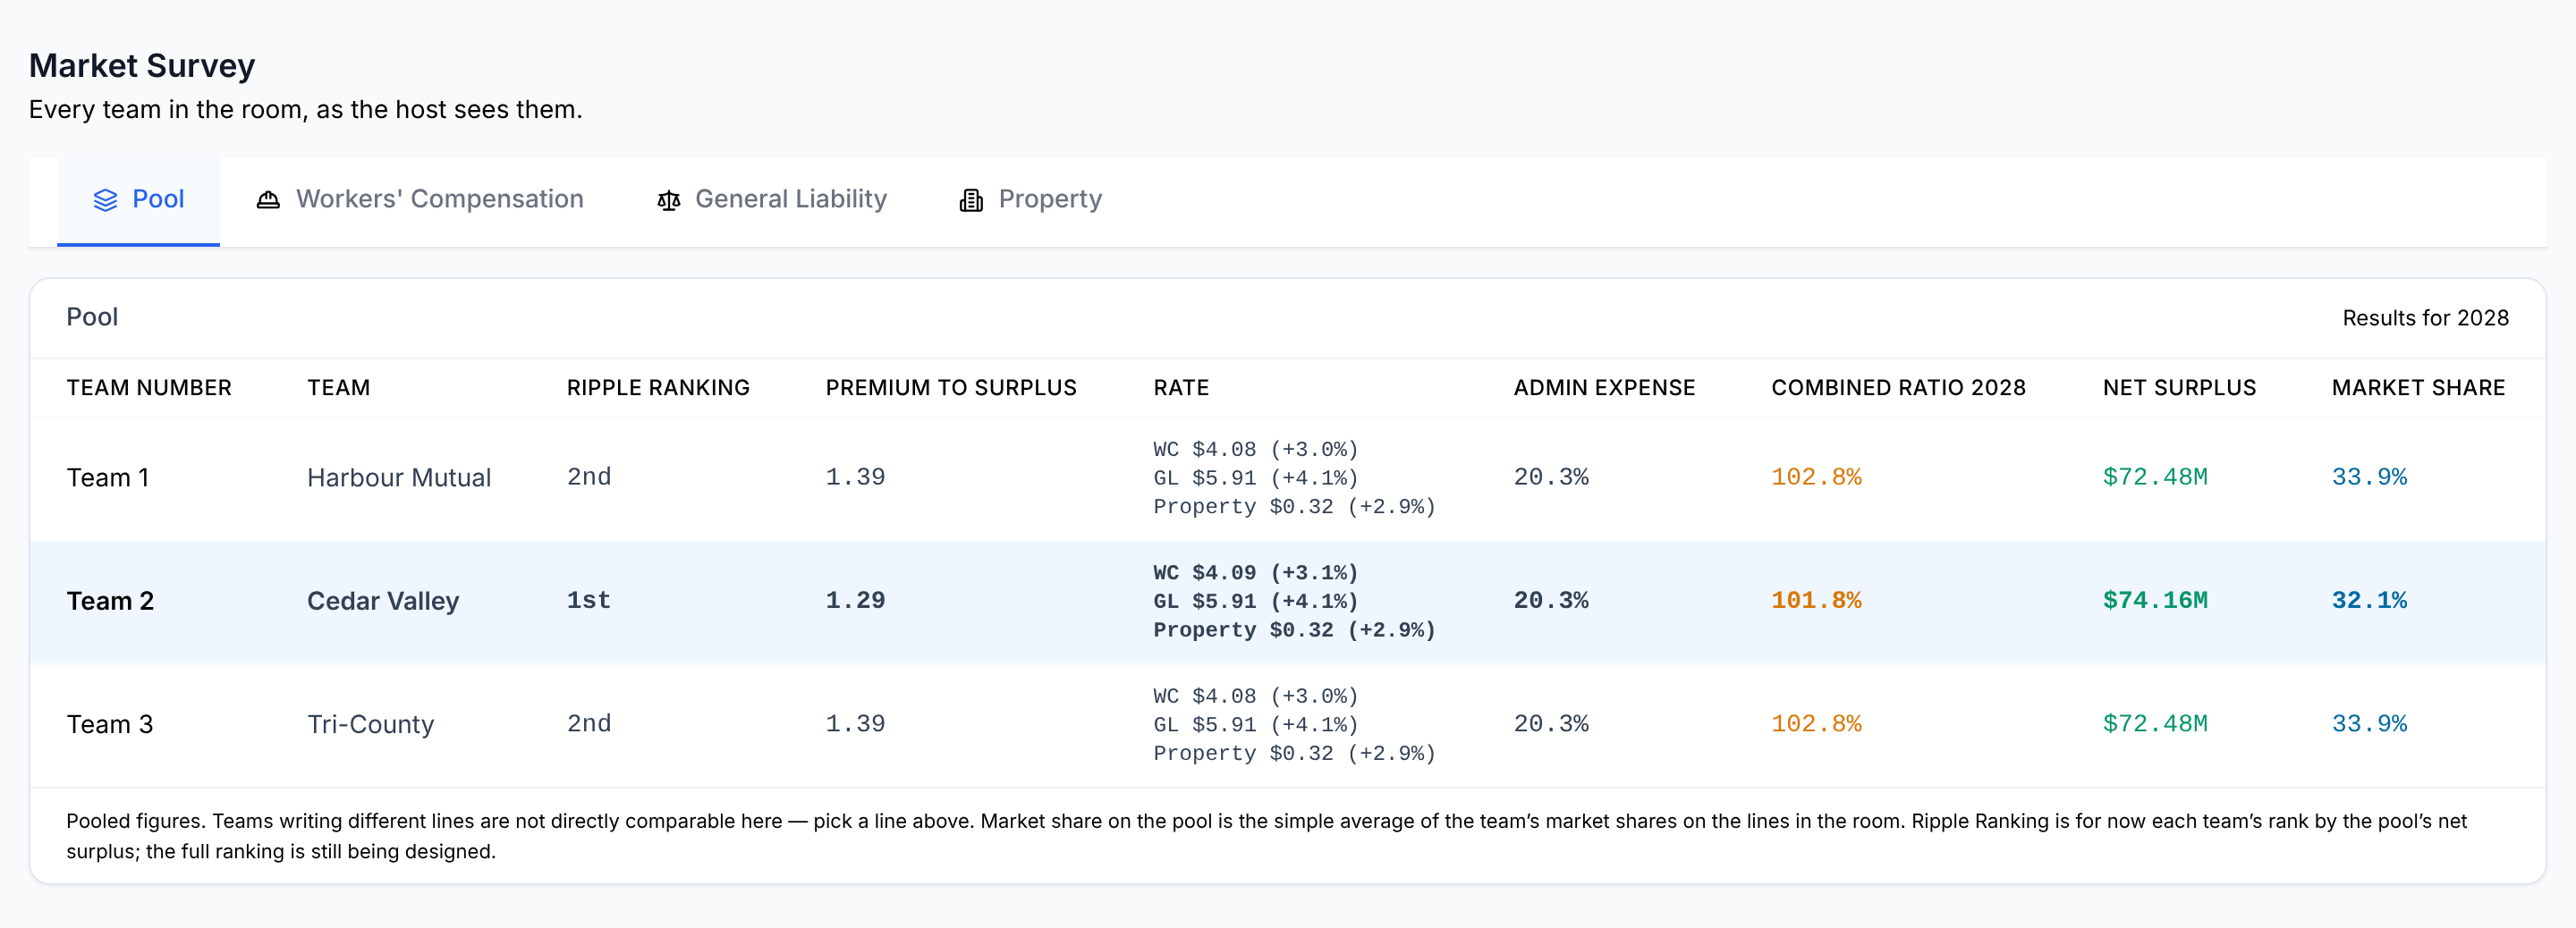 Market Survey
Every team in the room, as the host sees them.
Pool Workers' Compensation General Liability Property
Pool Results for 2028
TEAM NUMBER TEAM RIPPLE RANKING PREMIUM TO SURPLUS RATE ADMIN EXPENSE COMBINED RATIO 2028 NET SURPLUS MARKET SHARE
WC $4.08 (+3.0%)
Team 1 Harbour Mutual 2nd 1.39 GL $5.91 (+4.1%) 20.3% 102.8% $72.48M 33.9%
Property $0.32 (+2.9%)
WC $4.09 (+3.1%)
Team 2 Cedar Valley 1st 1.29 GL $5.91 (+4.1%) 20.3% 101.8% $74.16M 32.1%
Property $0.32 (+2.9%)
WC $4.08 (+3.0%)
Team 3 Tri-County 2nd 1.39 GL $5.91 (+4.1%) 20.3% 102.8% $72.48M 33.9%
Property $0.32 (+2.9%)
Pooled figures. Teams writing different lines are not directly comparable here — pick a line above. Market share on the pool is the simple average of the team’s market shares on the lines in the room. Ripple Ranking is for now each team’s rank by the pool’s net
surplus; the full ranking is still being designed.